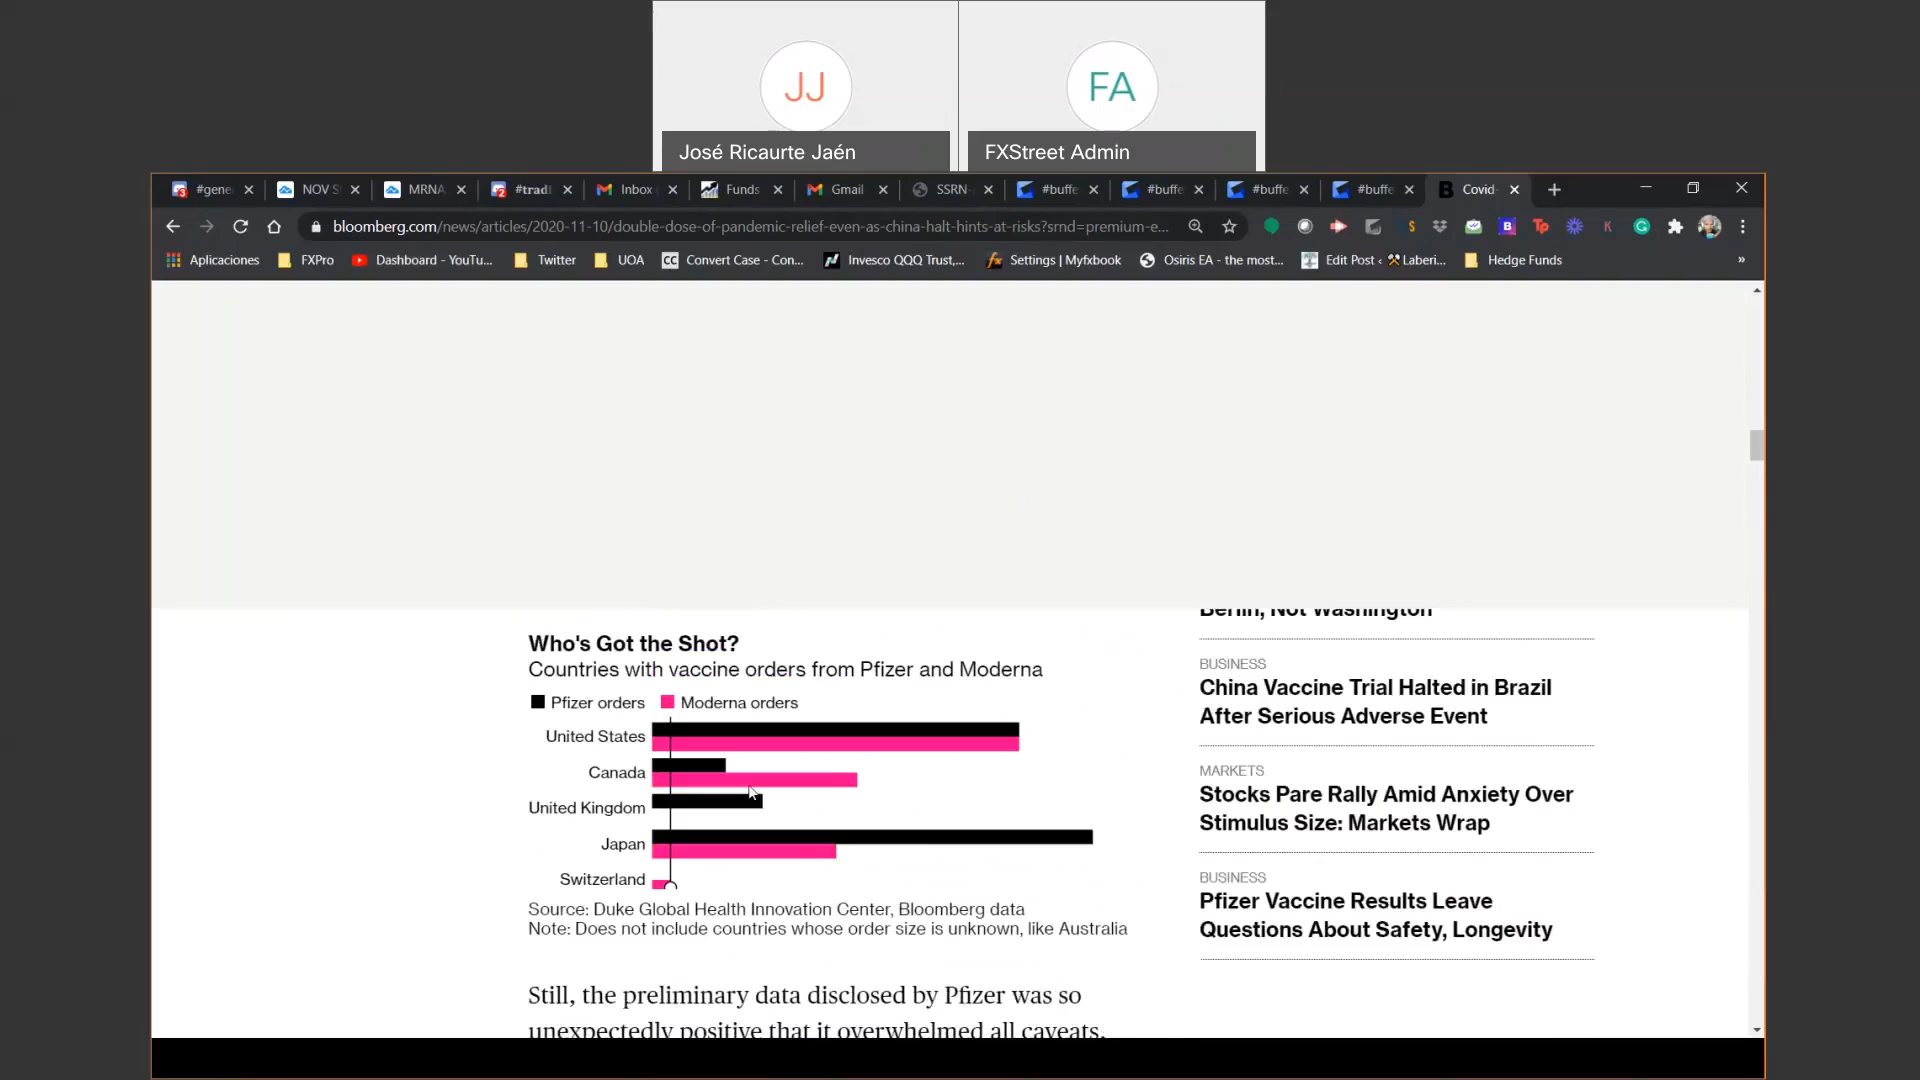 JJ
FA
José Ricaurte Jaén
FXStreet Admin
#gene
NOV S
MRNA
#tradi
Inbox
Funds
Gmail
SSRN-
#buffe
#buffe
#buffe
#buffe
Covid-
bloomberg.com/news/articles/2020-11-10/double-dose-of-pandemic-relief-even-as-china-halt-hints-at-risks?srnd=premium-e...
Aplicaciones
FXPro
Dashboard - YouTu...
Twitter
UOA
CC
Convert Case - Con...
Invesco QQQ Trust,...
Settings | Myfxbook
Osiris EA - the most...
Edit Post ‹ ⚒Laberi...
Hedge Funds
»
Berlin, Not Washington
Who's Got the Shot?
Countries with vaccine orders from Pfizer and Moderna
Pfizer orders
Moderna orders
United States
Canada
United Kingdom
Japan
Switzerland
Source: Duke Global Health Innovation Center, Bloomberg data
Note: Does not include countries whose order size is unknown, like Australia
Still, the preliminary data disclosed by Pfizer was so
unexpectedly positive that it overwhelmed all caveats.
BUSINESS
China Vaccine Trial Halted in Brazil
After Serious Adverse Event
MARKETS
Stocks Pare Rally Amid Anxiety Over
Stimulus Size: Markets Wrap
BUSINESS
Pfizer Vaccine Results Leave
Questions About Safety, Longevity